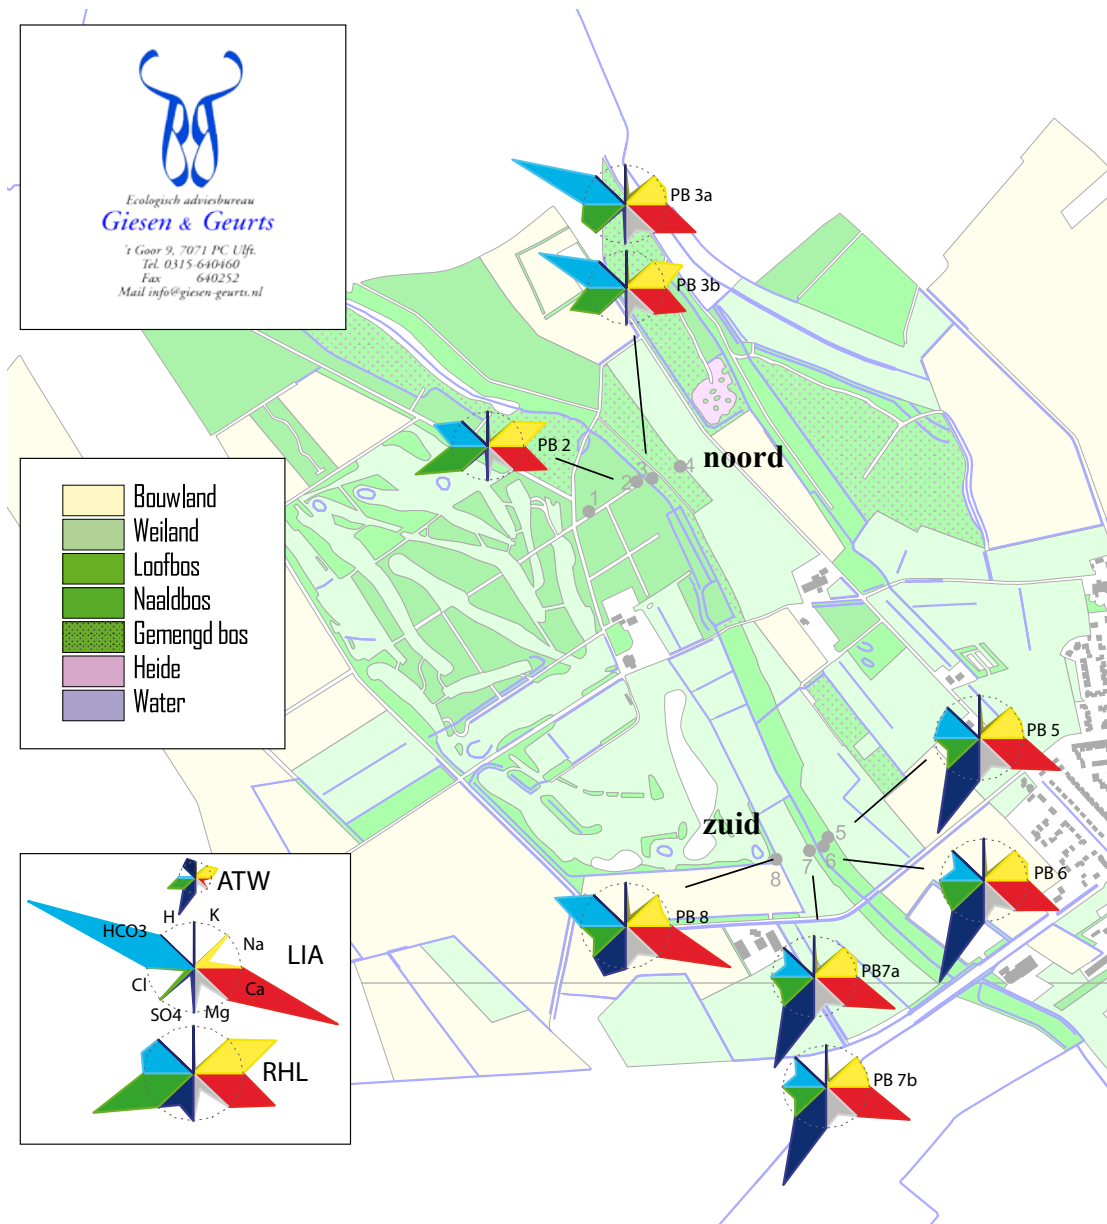 Ecologisch adviesbureau
Giesen & Geurts
't Goor 9, 7071 PC Ulft.
Tel. 0315-640460
Fax 640252
Mail info@giesen-geurts.nl
PB 3a
PB 3b
PB 2
noord
1
2
3
4
Bouwland
Weiland
Loofbos
Naaldbos
Gemengd bos
Heide
Water
PB 5
zuid
5
6
7
8
PB 6
PB 8
PB7a
PB 7b
ATW
H
K
HCO3
Na
LIA
Cl
Ca
SO4
Mg
RHL